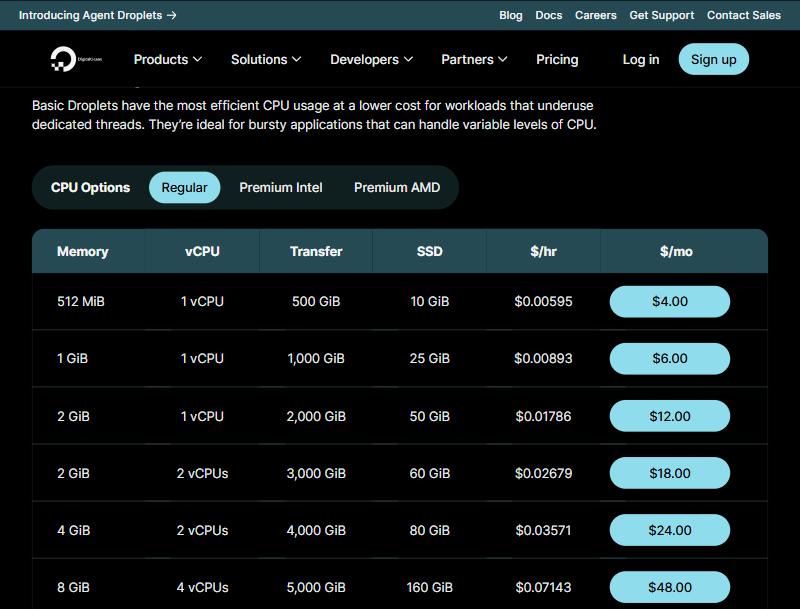 Introducing Agent Droplets → Blog Docs Careers Get Support Contact Sales
DigitalOcean Products Solutions Developers Partners Pricing Log in Sign up
Basic Droplets have the most efficient CPU usage at a lower cost for workloads that underuse
dedicated threads. They’re ideal for bursty applications that can handle variable levels of CPU.
CPU Options Regular Premium Intel Premium AMD
Memory vCPU Transfer SSD $/hr $/mo
512 MiB 1 vCPU 500 GiB 10 GiB $0.00595 $4.00
1 GiB 1 vCPU 1,000 GiB 25 GiB $0.00893 $6.00
2 GiB 1 vCPU 2,000 GiB 50 GiB $0.01786 $12.00
2 GiB 2 vCPUs 3,000 GiB 60 GiB $0.02679 $18.00
4 GiB 2 vCPUs 4,000 GiB 80 GiB $0.03571 $24.00
8 GiB 4 vCPUs 5,000 GiB 160 GiB $0.07143 $48.00